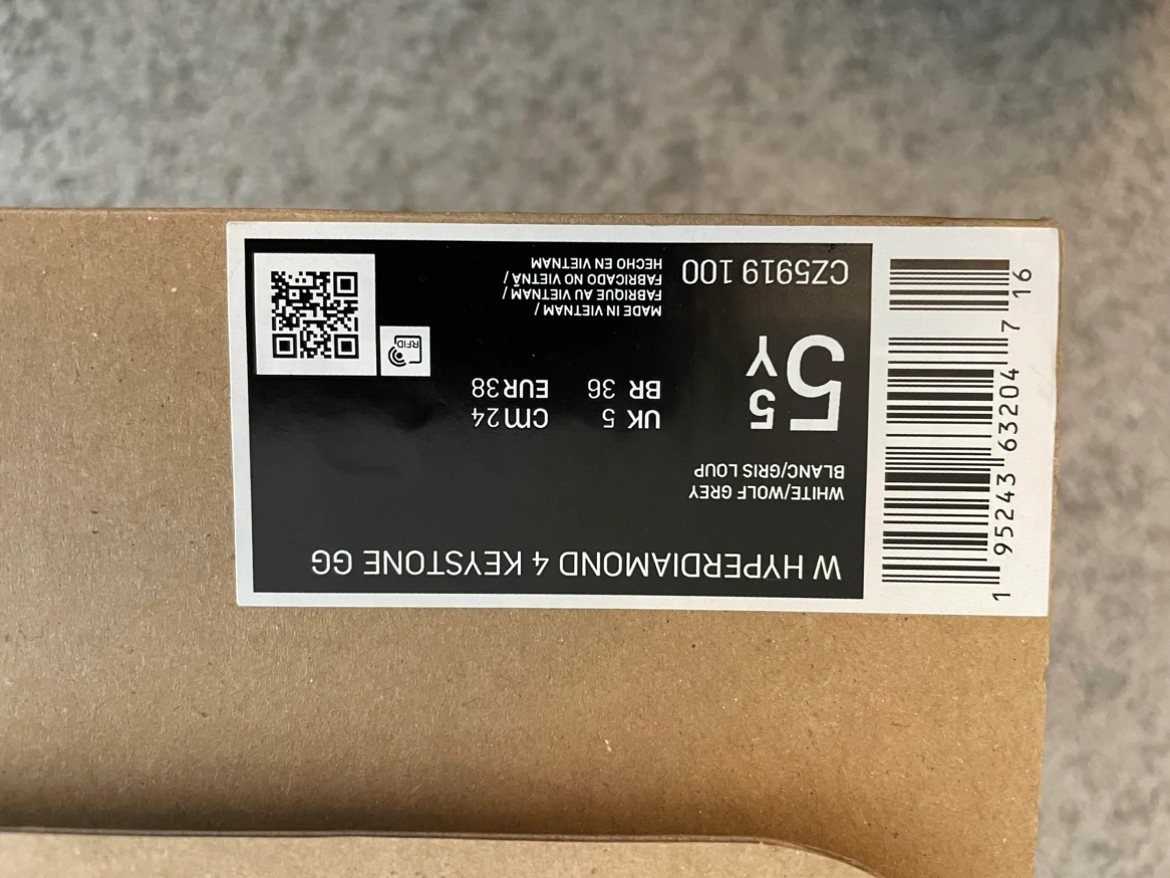 W HYPERDIAMOND 4 KEYSTONE GG
WHITE/WOLF GREY
BLANC/GRIS LOUP
5 5 Y
UK 5 CM 24
BR 36 EUR 38
MADE IN VIETNAM /
FABRIQUE AU VIETNAM /
FABRICADO NO VIETNÃ /
HECHO EN VIETNAM
CZ5919 100
RFID
1 95243 63204 7 16